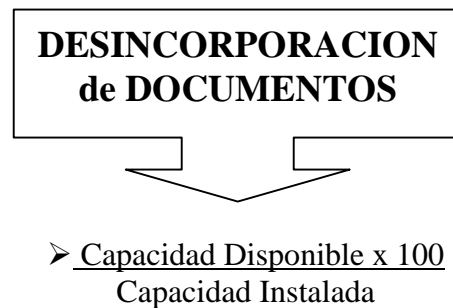 DESINCORPORACION
de DOCUMENTOS
➢ Capacidad Disponible x 100
Capacidad Instalada